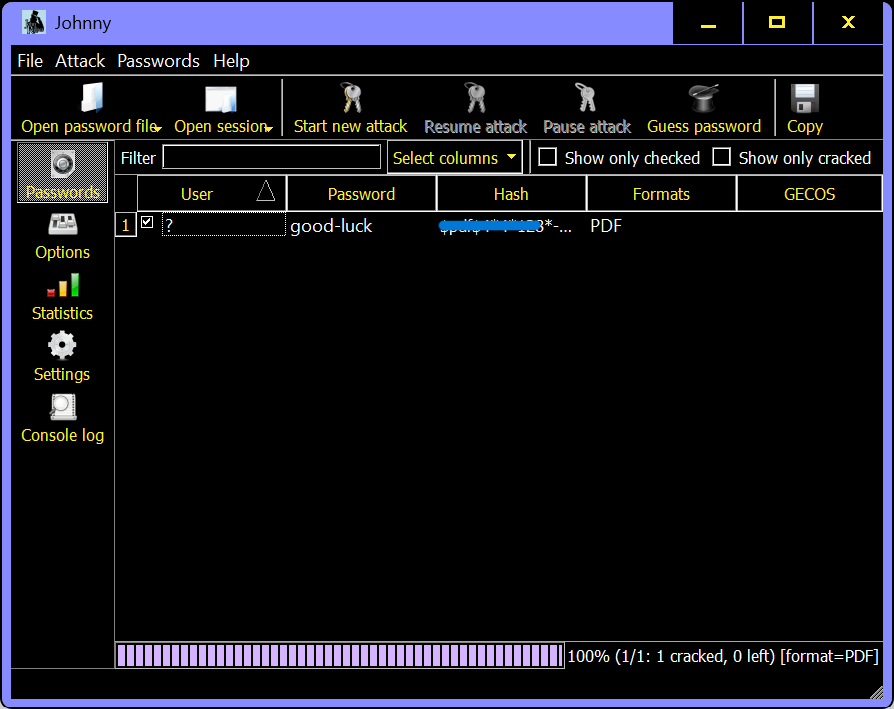 Johnny
File Attack Passwords Help
Open password file Open session Start new attack Resume attack Pause attack Guess password Copy
Passwords
Options
Statistics
Settings
Console log
Filter Select columns Show only checked Show only cracked
User Password Hash Formats GECOS
1 ? good-luck *-... PDF
100% (1/1: 1 cracked, 0 left) [format=PDF]